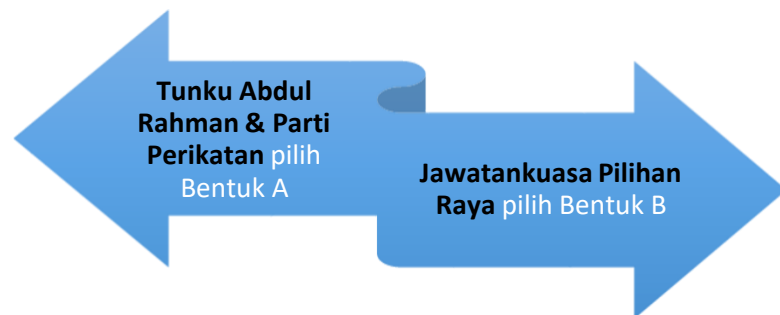 Tunku Abdul
Rahman & Parti
Perikatan pilih
Bentuk A
Jawatankuasa Pilihan
Raya pilih Bentuk B